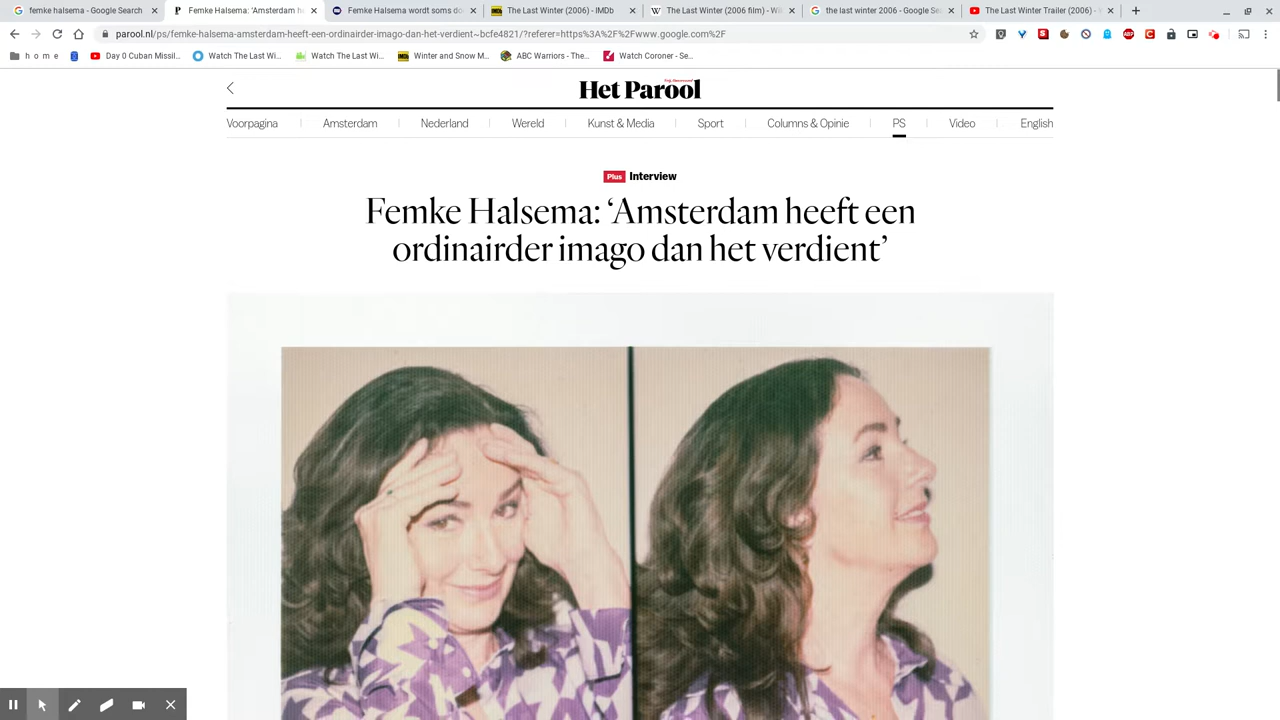 femke halsema - Google Search
Femke Halsema: 'Amsterdam he
Femke Halsema wordt soms do
The Last Winter (2006) - IMDb
The Last Winter (2006 film) - Wi
the last winter 2006 - Google Se
The Last Winter Trailer (2006) -
parool.nl/ps/femke-halsema-amsterdam-heeft-een-ordinairder-imago-dan-het-verdient~bcfe4821/?referer=https%3A%2F%2Fwww.google.com%2F
h o m e
Day 0 Cuban Missil...
Watch The Last Wi...
Watch The Last Wi...
Winter and Snow M...
ABC Warriors - The...
Watch Coroner - Se...
Het Parool
Voorpagina
Amsterdam
Nederland
Wereld
Kunst & Media
Sport
Columns & Opinie
PS
Video
English
Plus Interview
Femke Halsema: ‘Amsterdam heeft een
ordinairder imago dan het verdient’